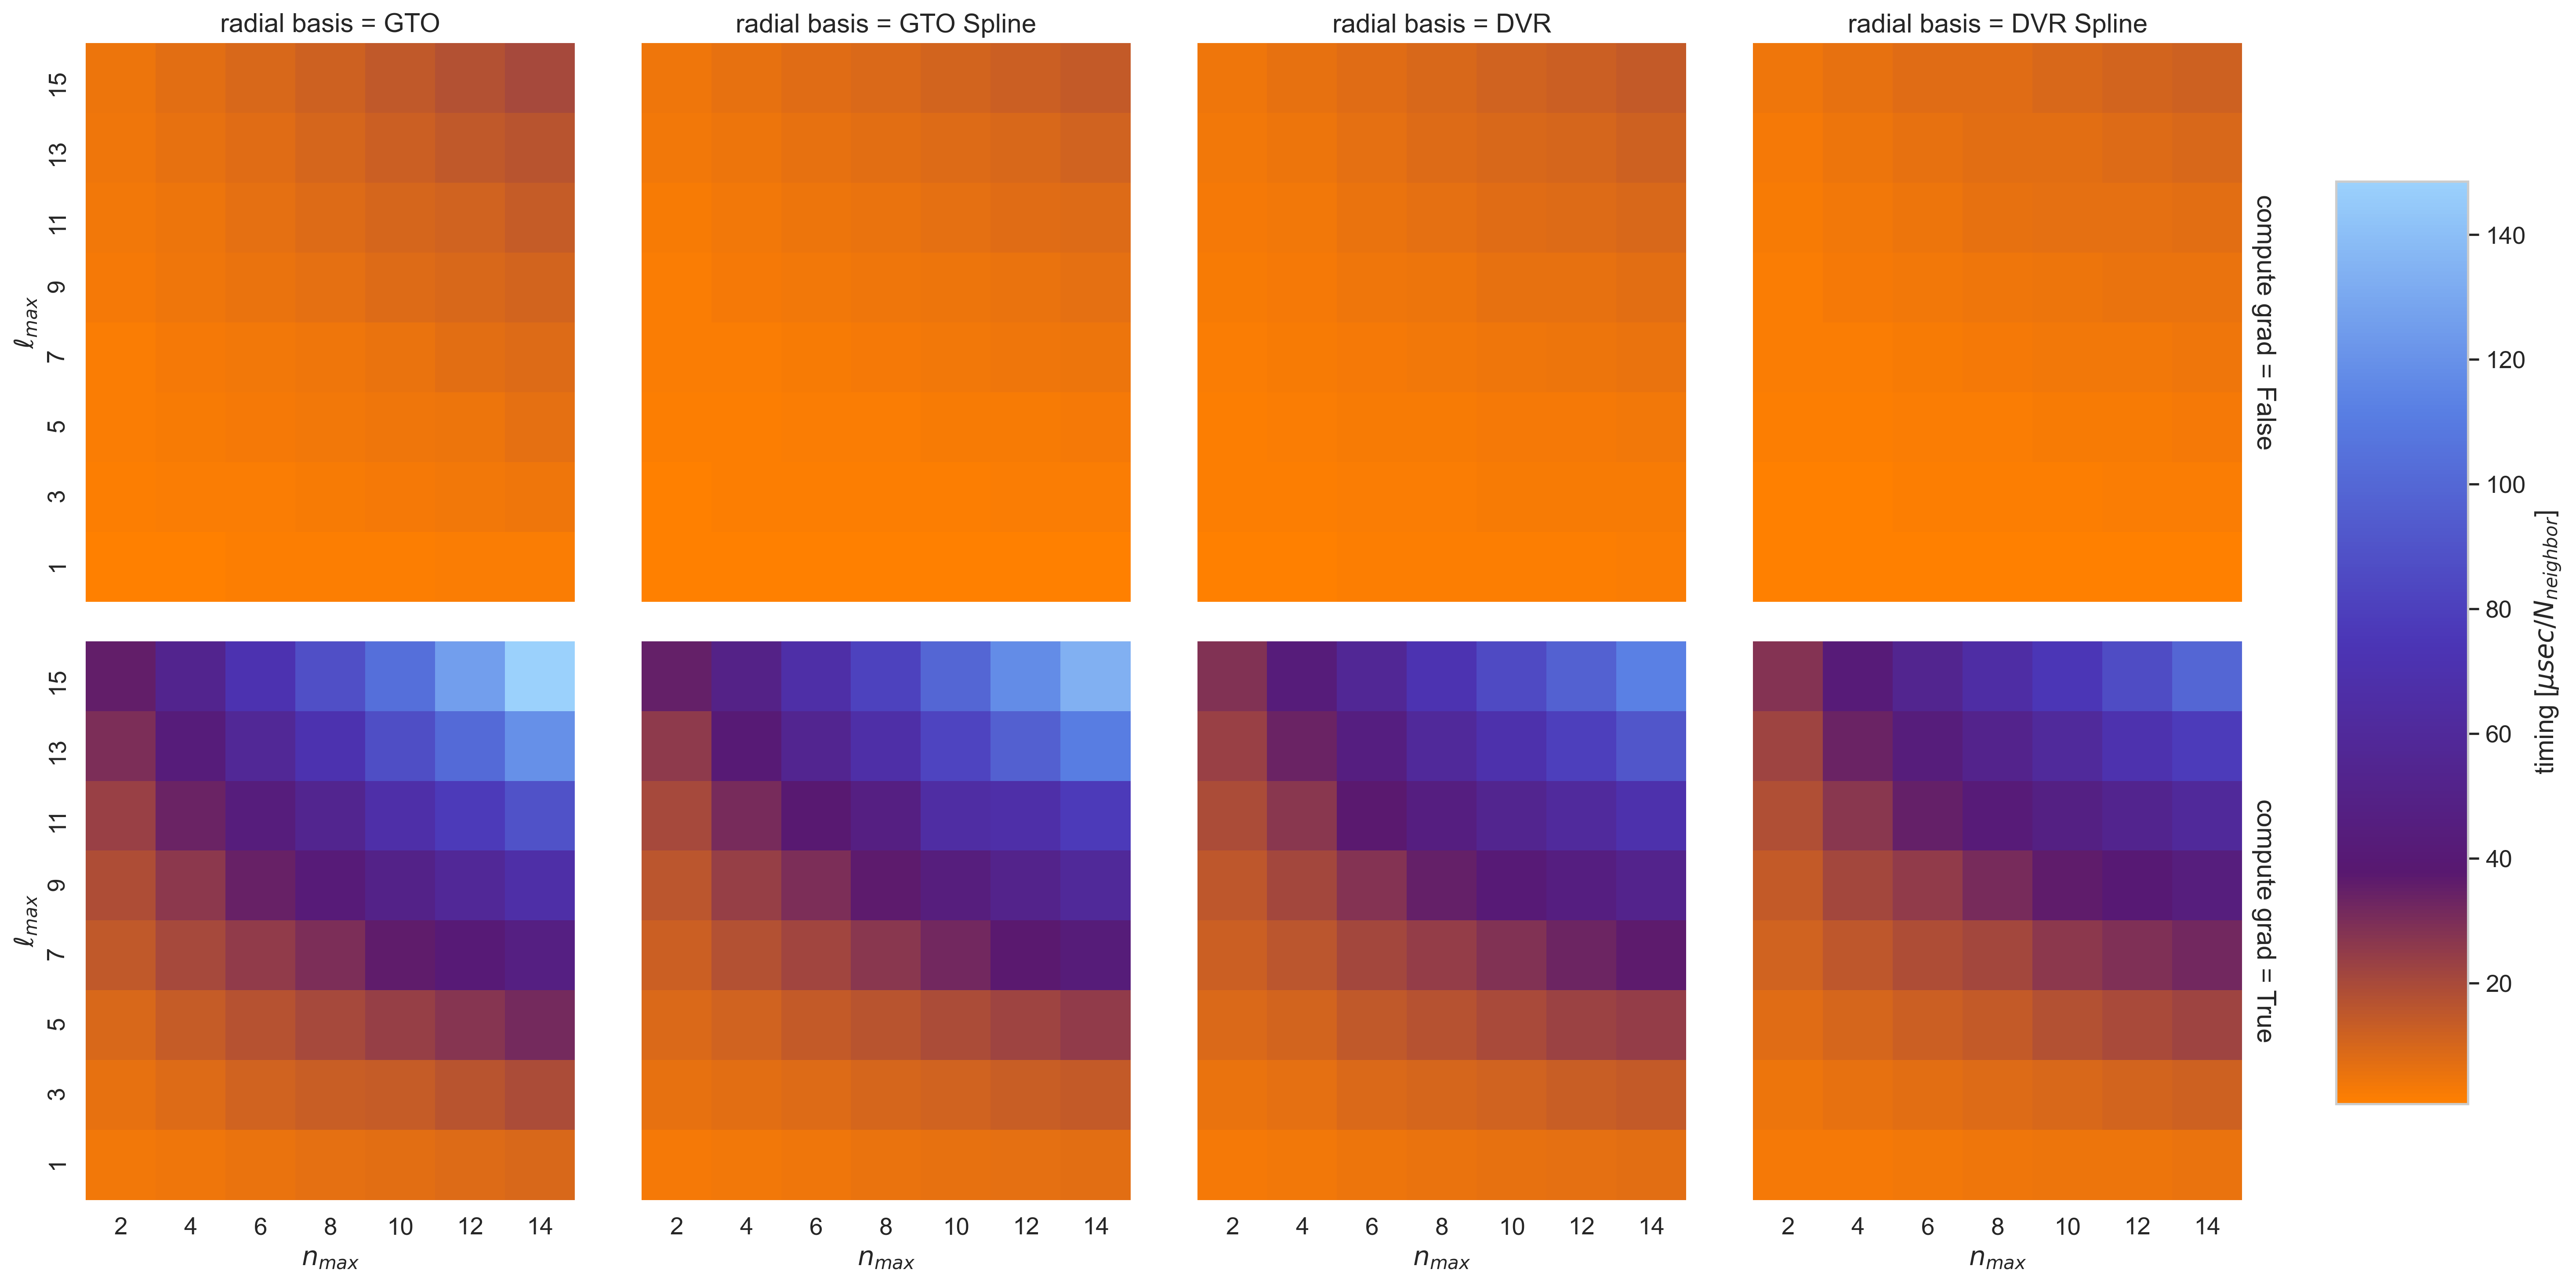 radial basis = GTO
radial basis = GTO Spline
radial basis = DVR
radial basis = DVR Spline
ℓmax
15
13
11
9
7
5
3
1
compute grad = False
ℓmax
15
13
11
9
7
5
3
1
compute grad = True
2 4 6 8 10 12 14
2 4 6 8 10 12 14
2 4 6 8 10 12 14
2 4 6 8 10 12 14
nmax
nmax
nmax
nmax
140
120
100
80
60
40
20
timing [μsec/Nneighbor]